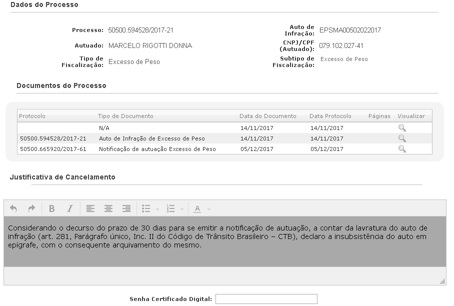 Dados do Processo
Processo: 50500.594528/2017-21 Auto de Infração: EPSMA00502022017
Autuado: MARCELO RIGOTTI DONNA CNPJ/CPF (Autuado): 079.102.027-41
Tipo de Fiscalização: Excesso de Peso Subtipo de Fiscalização: Excesso de Peso
Documentos do Processo
Protocolo Tipo de Documento Data do Documento Data Protocolo Páginas Visualizar
N/A 14/11/2017 14/11/2017
50500.594528/2017-21 Auto de Infração de Excesso de Peso 14/11/2017 14/11/2017
50500.665920/2017-61 Notificação de autuação Excesso de Peso 05/12/2017 05/12/2017
Justificativa de Cancelamento
B I A
Considerando o decurso do prazo de 30 dias para se emitir a notificação de autuação, a contar da lavratura do auto de
infração (art. 281, Parágrafo único, Inc. II do Código de Trânsito Brasileiro – CTB), declaro a insubsistência do auto em
epígrafe, com o consequente arquivamento do mesmo.
Senha Certificado Digital: